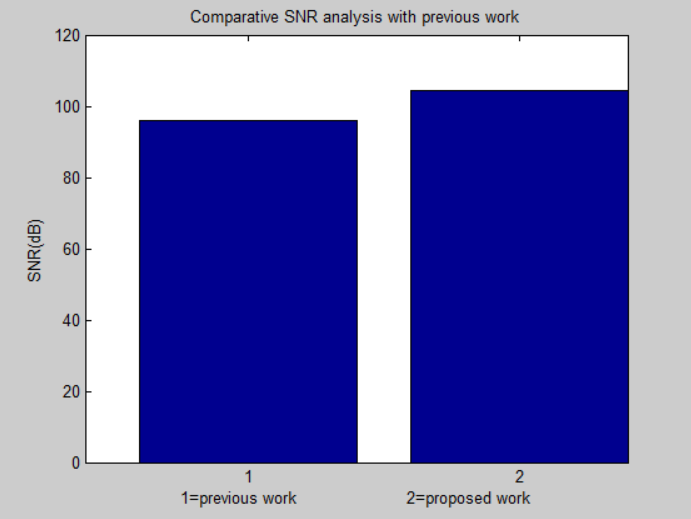 Comparative SNR analysis with previous work
120
100
80
60
40
20
0
SNR(dB)
1 2
1=previous work 2=proposed work